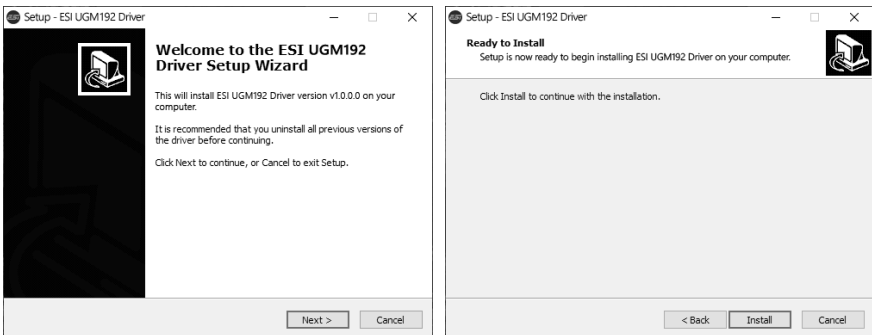 Setup - ESI UGM192 Driver
Welcome to the ESI UGM192
Driver Setup Wizard
This will install ESI UGM192 Driver version v1.0.0.0 on your
computer.
It is recommended that you uninstall all previous versions of
the driver before continuing.
Click Next to continue, or Cancel to exit Setup.
Next >
Cancel
Setup - ESI UGM192 Driver
Ready to Install
Setup is now ready to begin installing ESI UGM192 Driver on your computer.
Click Install to continue with the installation.
< Back
Install
Cancel